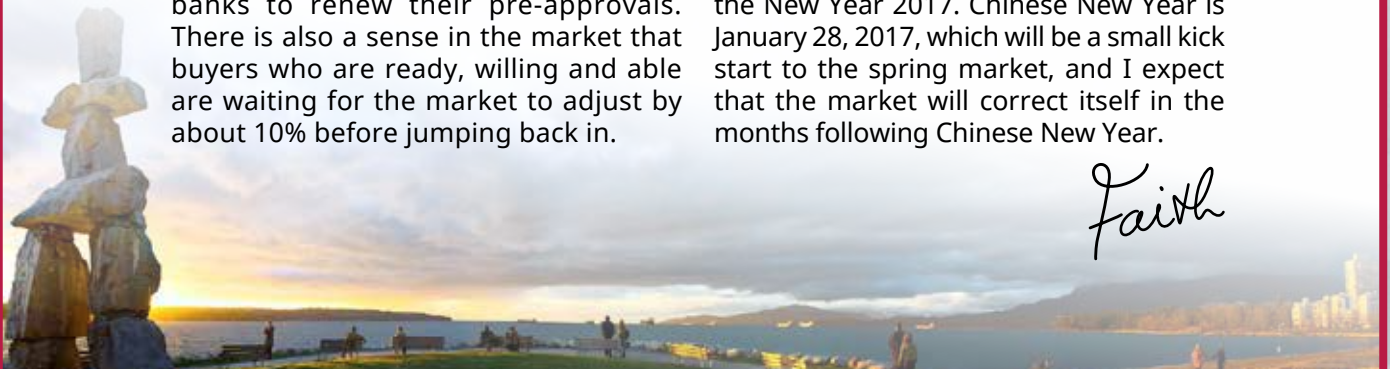 banks to renew their pre-approvals.
There is also a sense in the market that
buyers who are ready, willing and able
are waiting for the market to adjust by
about 10% before jumping back in.
the New Year 2017. Chinese New Year is
January 28, 2017, which will be a small kick
start to the spring market, and I expect
that the market will correct itself in the
months following Chinese New Year.
Faith